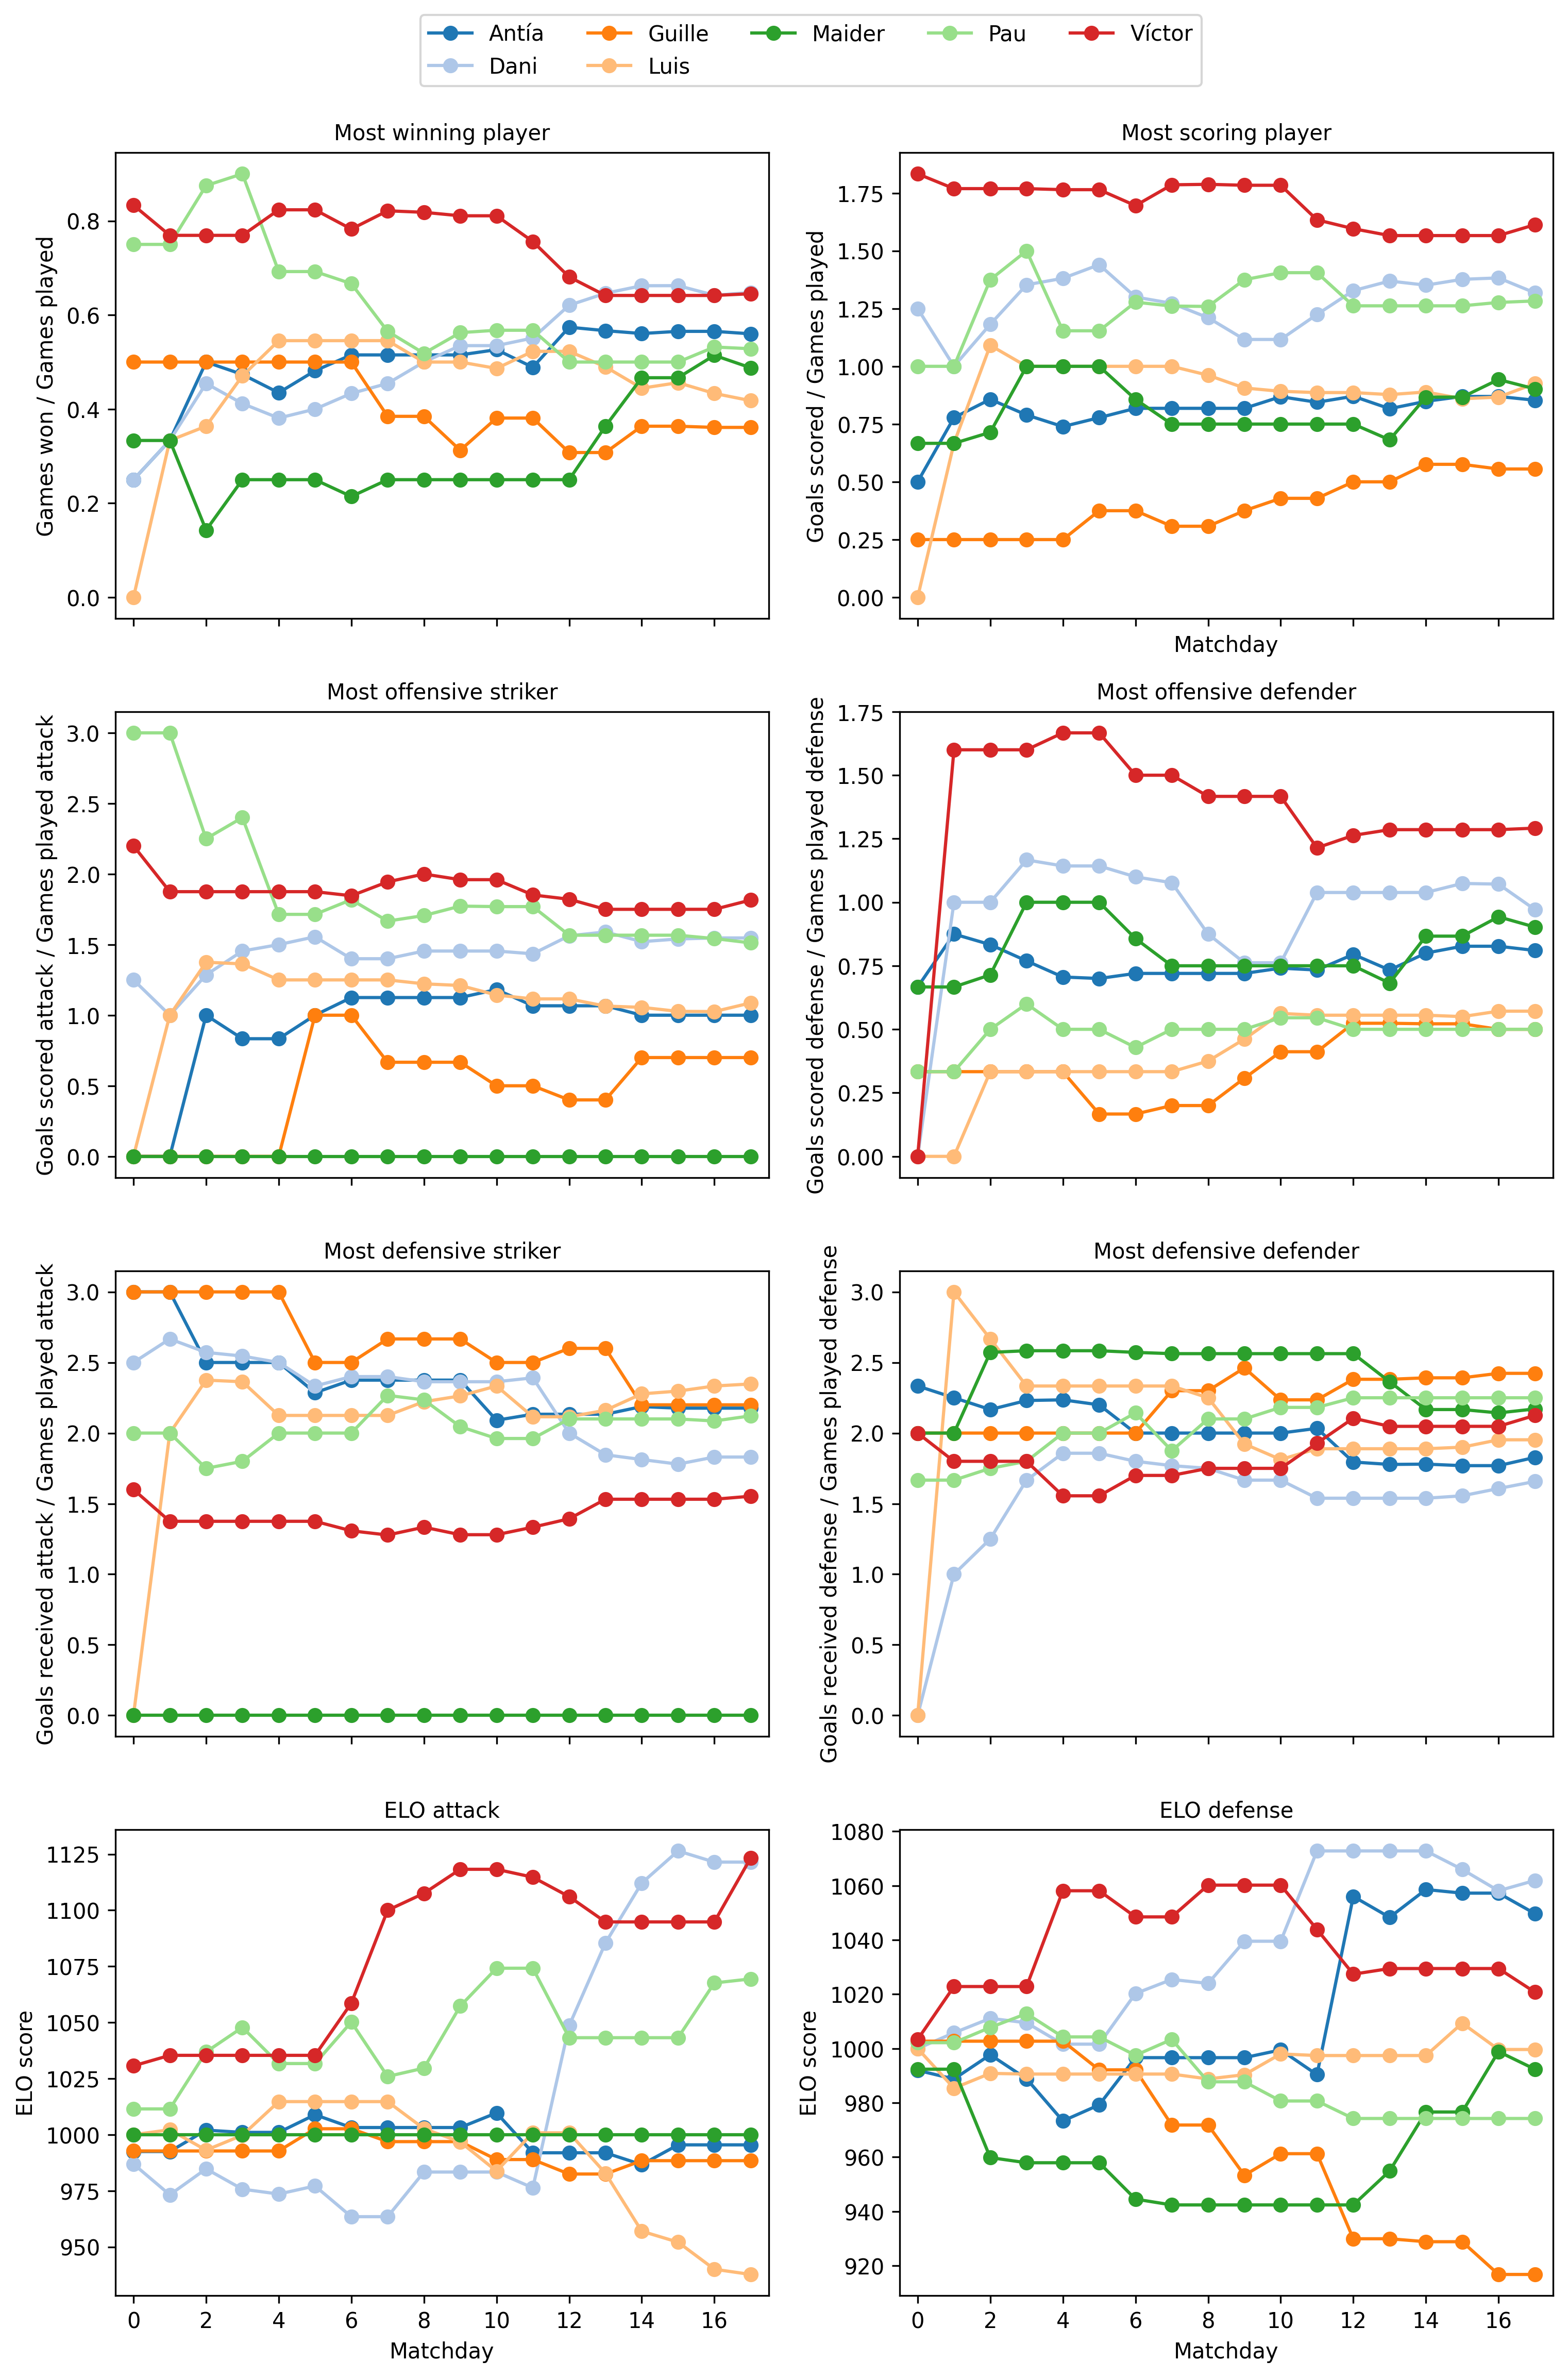 Antía Guille Maider Pau Víctor
Dani Luis
Most winning player
Games won / Games played
0.8
0.6
0.4
0.2
0.0
Most scoring player
Goals scored / Games played
1.75
1.50
1.25
1.00
0.75
0.50
0.25
0.00
Matchday
Most offensive striker
Goals scored attack / Games played attack
3.0
2.5
2.0
1.5
1.0
0.5
0.0
Most offensive defender
Goals scored defense / Games played defense
1.75
1.50
1.25
1.00
0.75
0.50
0.25
0.00
Most defensive striker
Goals received attack / Games played attack
3.0
2.5
2.0
1.5
1.0
0.5
0.0
Most defensive defender
Goals received defense / Games played defense
3.0
2.5
2.0
1.5
1.0
0.5
0.0
ELO attack
ELO score
1125
1100
1075
1050
1025
1000
975
950
0 2 4 6 8 10 12 14 16
Matchday
ELO defense
ELO score
1080
1060
1040
1020
1000
980
960
940
920
0 2 4 6 8 10 12 14 16
Matchday